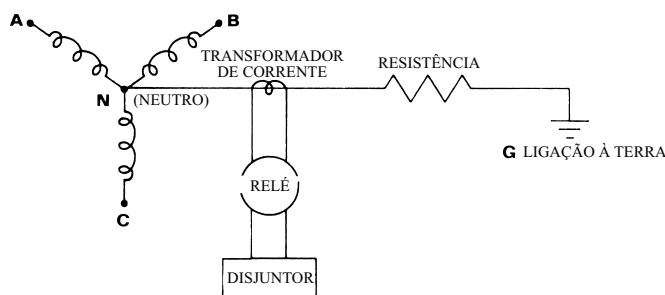 A
B
TRANSFORMADOR
DE CORRENTE
RESISTÊNCIA
N
(NEUTRO)
G LIGAÇÃO À TERRA
RELÉ
C
DISJUNTOR